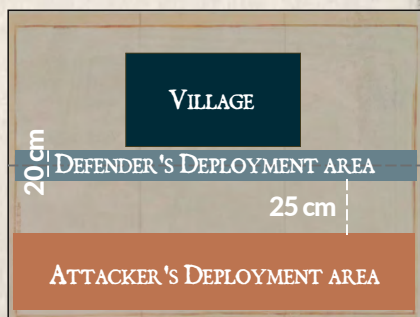 Village
20 cm
Defender's Deployment area
25 cm
Attacker's Deployment area